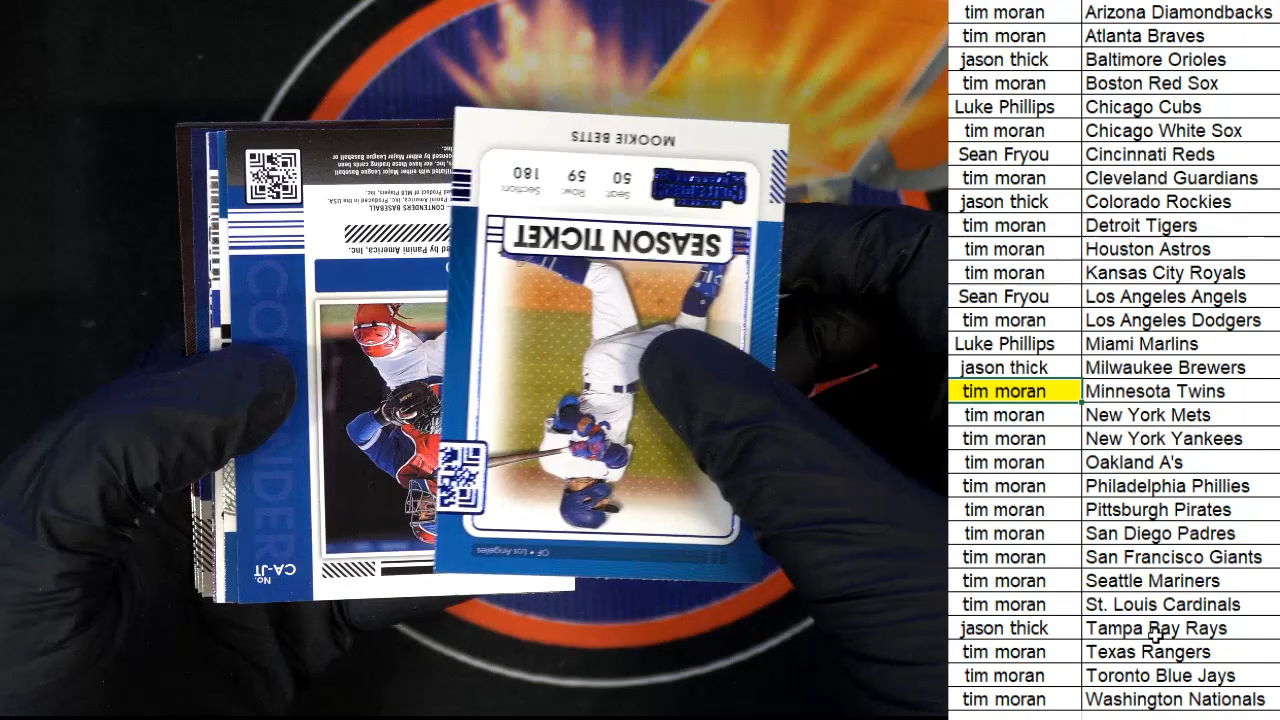 MOOKIE BETTS
Section: 180
Row: 59
Seat: 50
SEASON TICKET
OF • Los Angeles
CONTENDERS BASEBALL
by Panini America, Inc.
No.
CA-JT
tim moran Arizona Diamondbacks
tim moran Atlanta Braves
jason thick Baltimore Orioles
tim moran Boston Red Sox
Luke Phillips Chicago Cubs
tim moran Chicago White Sox
Sean Fryou Cincinnati Reds
tim moran Cleveland Guardians
jason thick Colorado Rockies
tim moran Detroit Tigers
tim moran Houston Astros
tim moran Kansas City Royals
Sean Fryou Los Angeles Angels
tim moran Los Angeles Dodgers
Luke Phillips Miami Marlins
jason thick Milwaukee Brewers
tim moran Minnesota Twins
tim moran New York Mets
tim moran New York Yankees
tim moran Oakland A's
tim moran Philadelphia Phillies
tim moran Pittsburgh Pirates
tim moran San Diego Padres
tim moran San Francisco Giants
tim moran Seattle Mariners
tim moran St. Louis Cardinals
jason thick Tampa Bay Rays
tim moran Texas Rangers
tim moran Toronto Blue Jays
tim moran Washington Nationals